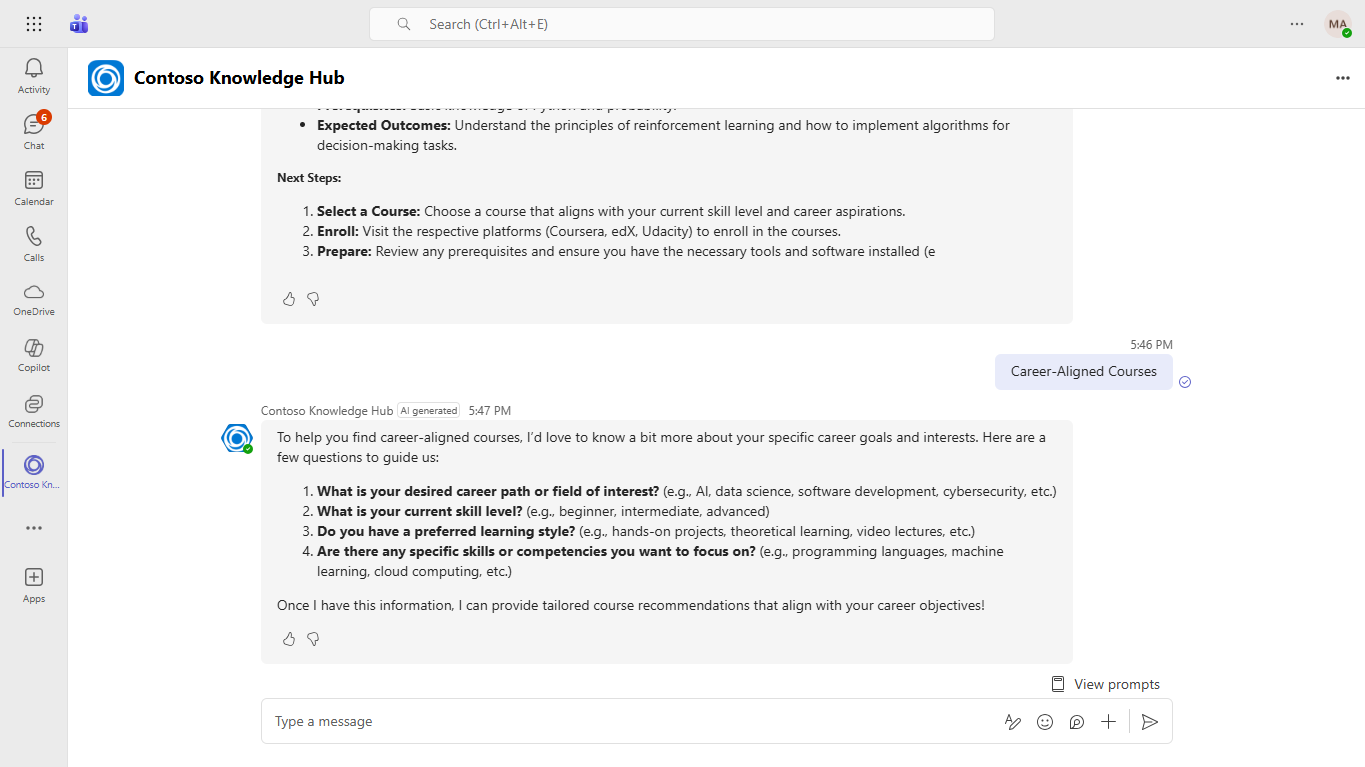 Search (Ctrl+Alt+E)
MA
Activity
6
Chat
Calendar
Calls
OneDrive
Copilot
Connections
Contoso Kn...
Apps
Contoso Knowledge Hub
Prerequisites: Basic knowledge of Python and probability.
• Expected Outcomes: Understand the principles of reinforcement learning and how to implement algorithms for
decision-making tasks.
Next Steps:
1. Select a Course: Choose a course that aligns with your current skill level and career aspirations.
2. Enroll: Visit the respective platforms (Coursera, edX, Udacity) to enroll in the courses.
3. Prepare: Review any prerequisites and ensure you have the necessary tools and software installed (e
5:46 PM
Career-Aligned Courses
Contoso Knowledge Hub AI generated 5:47 PM
To help you find career-aligned courses, I’d love to know a bit more about your specific career goals and interests. Here are a
few questions to guide us:
1. What is your desired career path or field of interest? (e.g., AI, data science, software development, cybersecurity, etc.)
2. What is your current skill level? (e.g., beginner, intermediate, advanced)
3. Do you have a preferred learning style? (e.g., hands-on projects, theoretical learning, video lectures, etc.)
4. Are there any specific skills or competencies you want to focus on? (e.g., programming languages, machine
learning, cloud computing, etc.)
Once I have this information, I can provide tailored course recommendations that align with your career objectives!
View prompts
Type a message